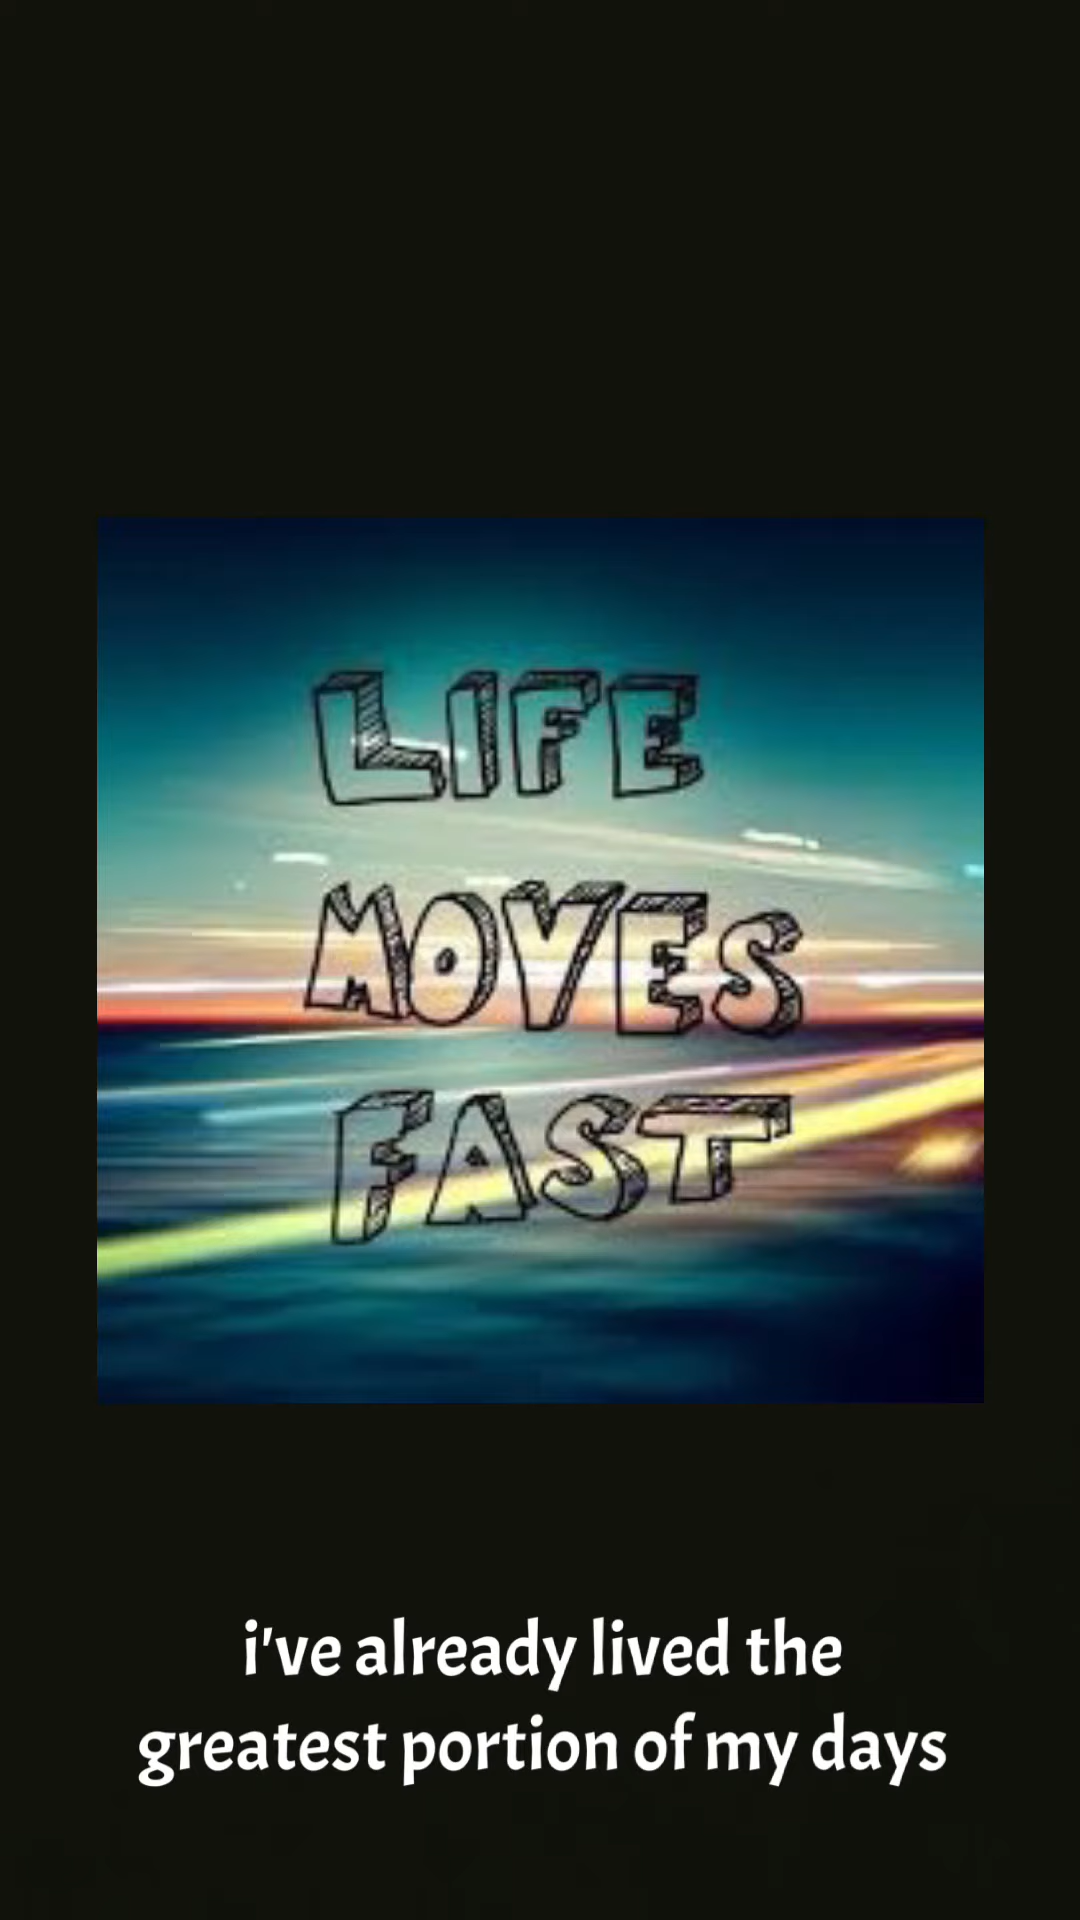 LIFE
MOVES
FAST
i've already lived the
greatest portion of my days